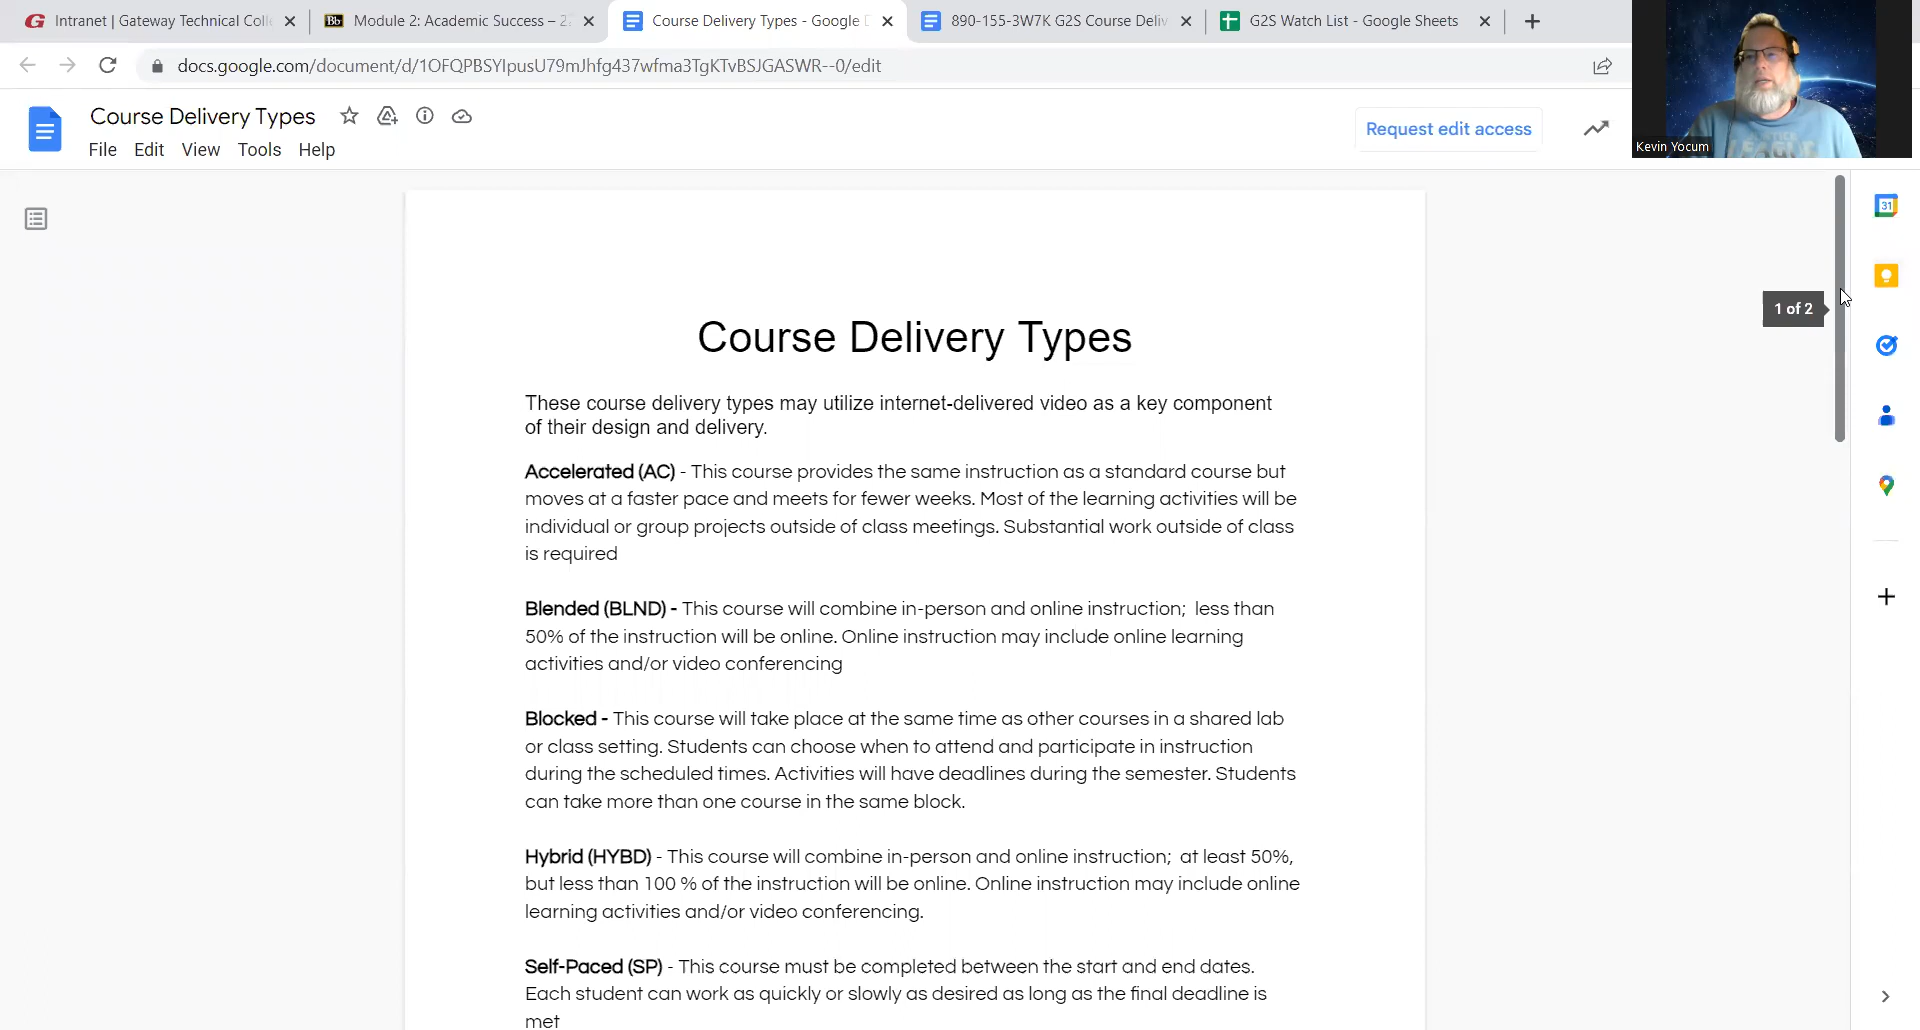 Intranet | Gateway Technical Coll
Module 2: Academic Success – 2
Course Delivery Types - Google D
890-155-3W7K G2S Course Deliv
G2S Watch List - Google Sheets
docs.google.com/document/d/1OFQPBSYIpusU79mJhfg437wfma3TgKTvBSJGASWR--0/edit
Course Delivery Types
File Edit View Tools Help
Request edit access
Kevin Yocum
31
1 of 2
Course Delivery Types
These course delivery types may utilize internet-delivered video as a key component
of their design and delivery.
Accelerated (AC) - This course provides the same instruction as a standard course but
moves at a faster pace and meets for fewer weeks. Most of the learning activities will be
individual or group projects outside of class meetings. Substantial work outside of class
is required
Blended (BLND) - This course will combine in-person and online instruction; less than
50% of the instruction will be online. Online instruction may include online learning
activities and/or video conferencing
Blocked - This course will take place at the same time as other courses in a shared lab
or class setting. Students can choose when to attend and participate in instruction
during the scheduled times. Activities will have deadlines during the semester. Students
can take more than one course in the same block.
Hybrid (HYBD) - This course will combine in-person and online instruction; at least 50%,
but less than 100 % of the instruction will be online. Online instruction may include online
learning activities and/or video conferencing.
Self-Paced (SP) - This course must be completed between the start and end dates.
Each student can work as quickly or slowly as desired as long as the final deadline is
met